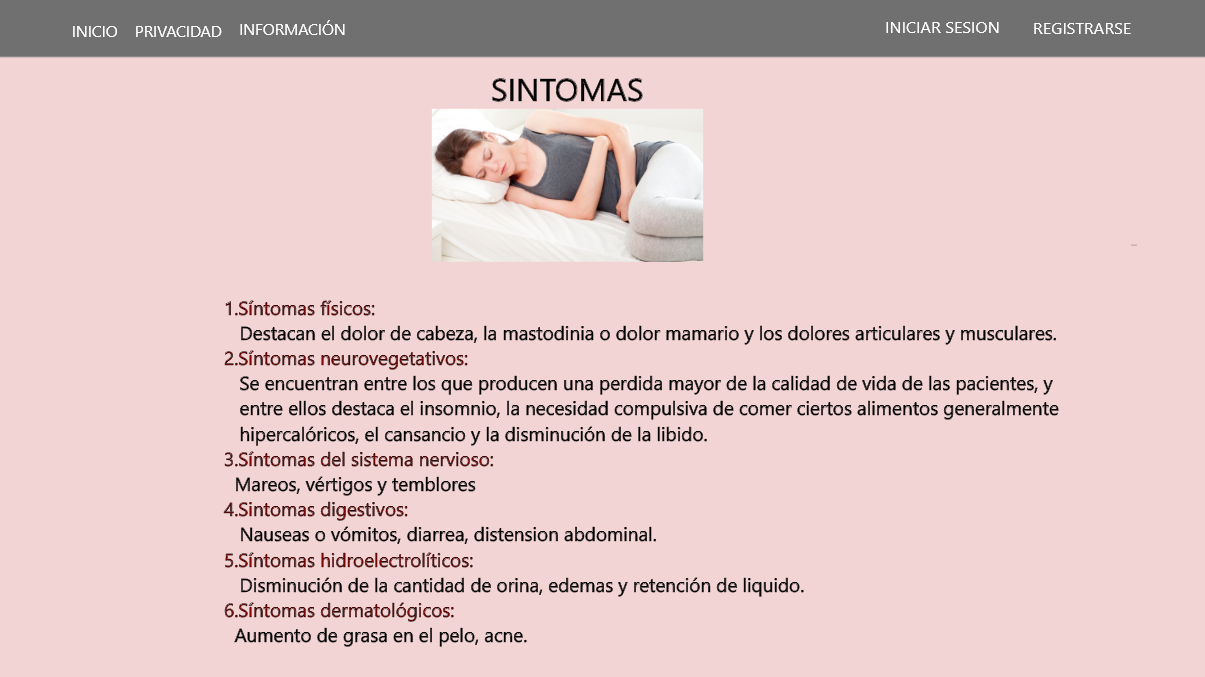 INICIO PRIVACIDAD INFORMACIÓN INICIAR SESION REGISTRARSE
SINTOMAS
1.Síntomas físicos:
Destacan el dolor de cabeza, la mastodinia o dolor mamario y los dolores articulares y musculares.
2.Síntomas neurovegetativos:
Se encuentran entre los que producen una perdida mayor de la calidad de vida de las pacientes, y
entre ellos destaca el insomnio, la necesidad compulsiva de comer ciertos alimentos generalmente
hipercalóricos, el cansancio y la disminución de la libido.
3.Síntomas del sistema nervioso:
Mareos, vértigos y temblores
4.Sintomas digestivos:
Nauseas o vómitos, diarrea, distension abdominal.
5.Síntomas hidroelectrolíticos:
Disminución de la cantidad de orina, edemas y retención de liquido.
6.Síntomas dermatológicos:
Aumento de grasa en el pelo, acne.